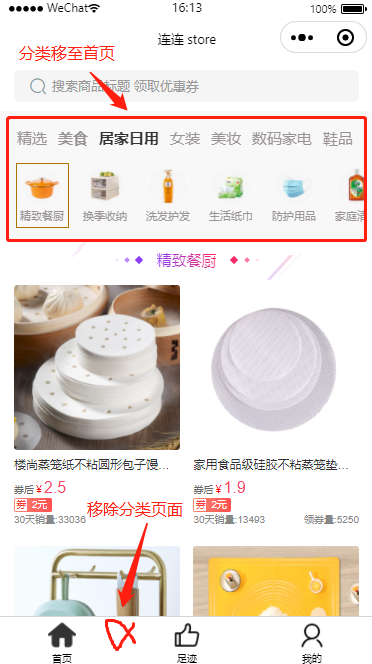 WeChat 16:13 100%
连连 store
分类移至首页
搜索商品标题 领取优惠券
精选 美食 居家日用 女装 美妆 数码家电 鞋品
精致餐厨 换季收纳 洗发护发 生活纸巾 防护用品 家庭清
精致餐厨
楼尚蒸笼纸不粘圆形包子馒...
家用食品级硅胶不粘蒸笼垫...
券后 ¥ 2.5
券后 ¥ 1.9
券 2元
券 2元
30天销量:33036
30天销量:13493 领券量:5250
移除分类页面
首页 足迹 我的